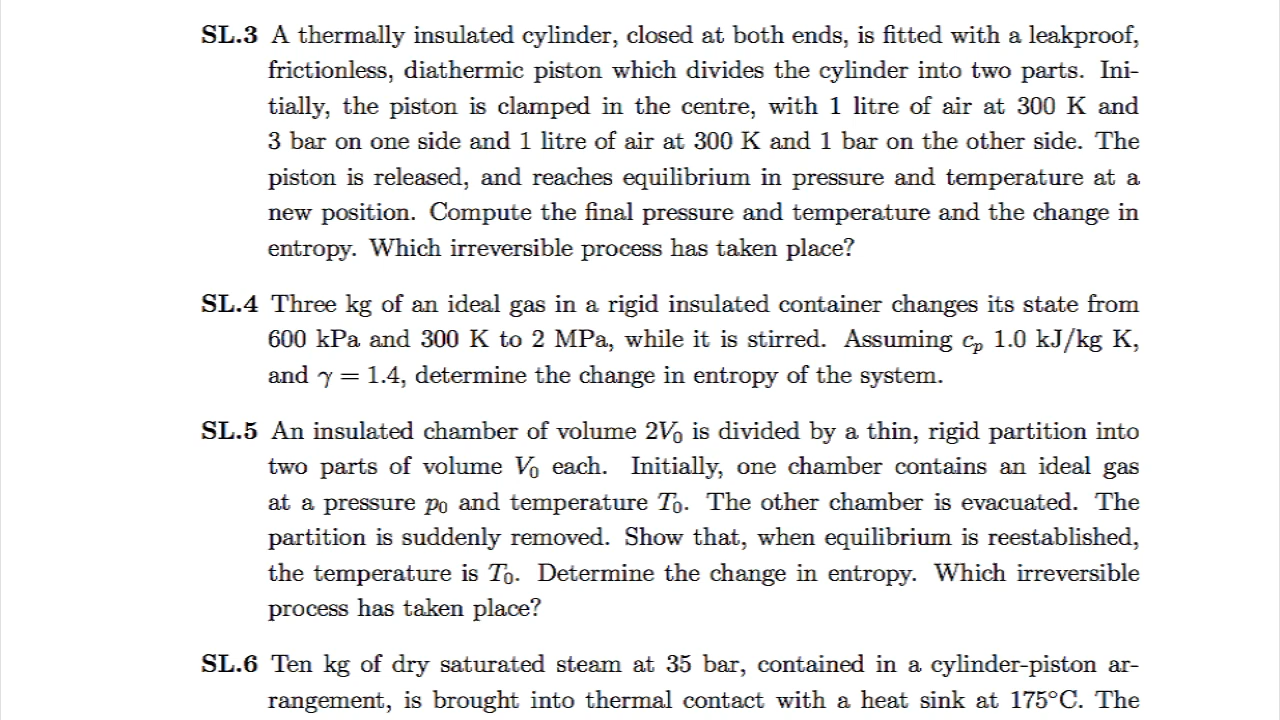 SL.3 A thermally insulated cylinder, closed at both ends, is fitted with a leakproof,
frictionless, diathermic piston which divides the cylinder into two parts. Ini-
tially, the piston is clamped in the centre, with 1 litre of air at 300 K and
3 bar on one side and 1 litre of air at 300 K and 1 bar on the other side. The
piston is released, and reaches equilibrium in pressure and temperature at a
new position. Compute the final pressure and temperature and the change in
entropy. Which irreversible process has taken place?
SL.4 Three kg of an ideal gas in a rigid insulated container changes its state from
600 kPa and 300 K to 2 MPa, while it is stirred. Assuming cₚ 1.0 kJ/kg K,
and γ = 1.4, determine the change in entropy of the system.
SL.5 An insulated chamber of volume 2V₀ is divided by a thin, rigid partition into
two parts of volume V₀ each. Initially, one chamber contains an ideal gas
at a pressure p₀ and temperature T₀. The other chamber is evacuated. The
partition is suddenly removed. Show that, when equilibrium is reestablished,
the temperature is T₀. Determine the change in entropy. Which irreversible
process has taken place?
SL.6 Ten kg of dry saturated steam at 35 bar, contained in a cylinder-piston ar-
rangement, is brought into thermal contact with a heat sink at 175°C. The